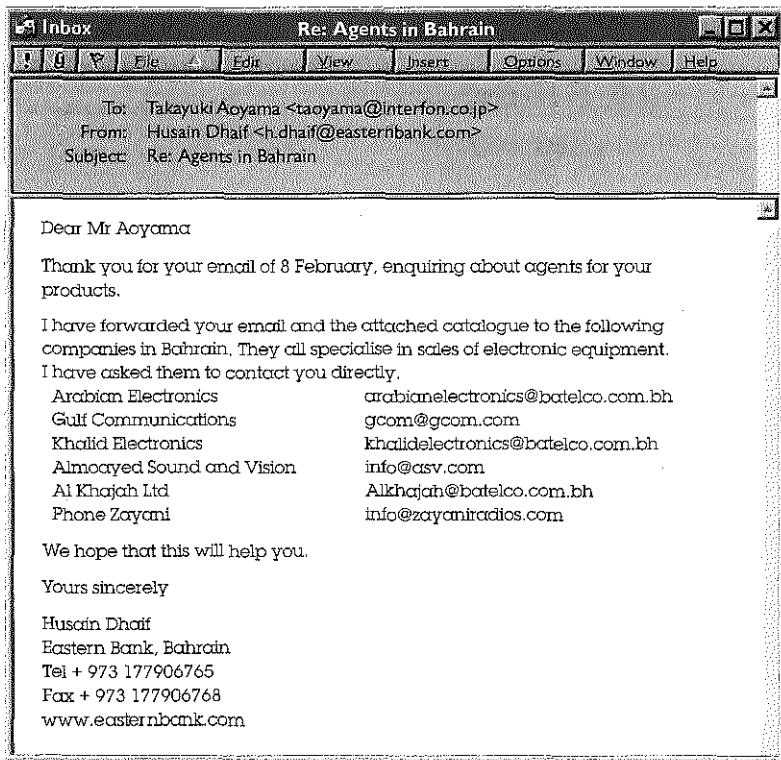 Inbox Re: Agents in Bahrain
! File Edit View Insert Options Window Help
To: Takayuki Aoyama <taoyama@interfon.co.jp>
From: Husain Dhaif <h.dhaif@easternbank.com>
Subject: Re: Agents in Bahrain
Dear Mr Aoyama
Thank you for your email of 8 February, enquiring about agents for your
products.
I have forwarded your email and the attached catalogue to the following
companies in Bahrain. They all specialise in sales of electronic equipment.
I have asked them to contact you directly.
Arabian Electronics arabianelectronics@batelco.com.bh
Gulf Communications gcom@gcom.com
Khalid Electronics khalidelectronics@batelco.com.bh
Almoayed Sound and Vision info@asv.com
Al Khajah Ltd Alkhajah@batelco.com.bh
Phone Zayani info@zayaniradios.com
We hope that this will help you.
Yours sincerely
Husain Dhaif
Eastern Bank, Bahrain
Tel + 973 177906765
Fax + 973 177906768
www.easternbank.com